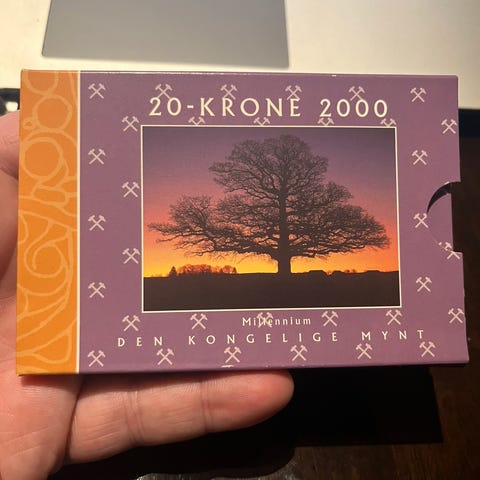 20-KRONE 2000
Millennium
DEN KONGELIGE MYNT